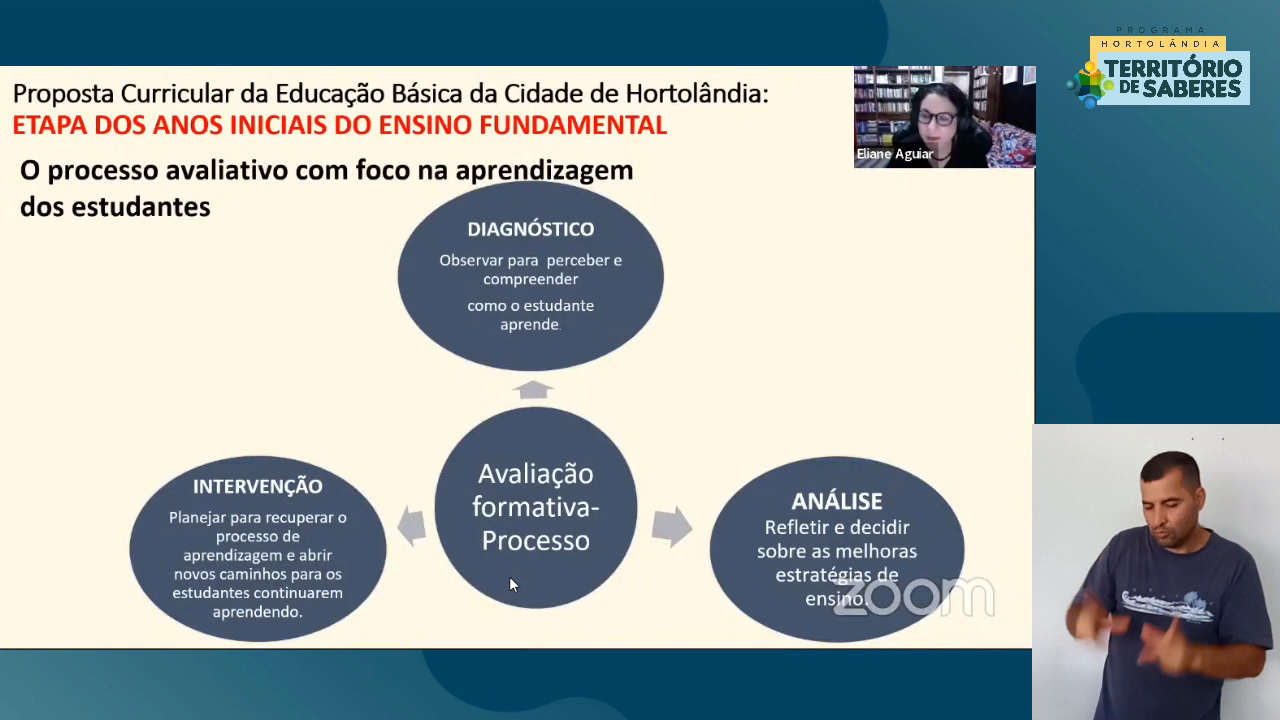 PROGRAMA
HORTOLÂNDIA
TERRITÓRIO
DE SABERES
Proposta Curricular da Educação Básica da Cidade de Hortolândia:
ETAPA DOS ANOS INICIAIS DO ENSINO FUNDAMENTAL
Eliane Aguiar
O processo avaliativo com foco na aprendizagem
dos estudantes
DIAGNÓSTICO
Observar para perceber e
compreender
como o estudante
aprende.
Avaliação
formativa-
Processo
INTERVENÇÃO
Planejar para recuperar o
processo de
aprendizagem e abrir
novos caminhos para os
estudantes continuarem
aprendendo.
ANÁLISE
Refletir e decidir
sobre as melhoras
estratégias de
ensino.
zoom